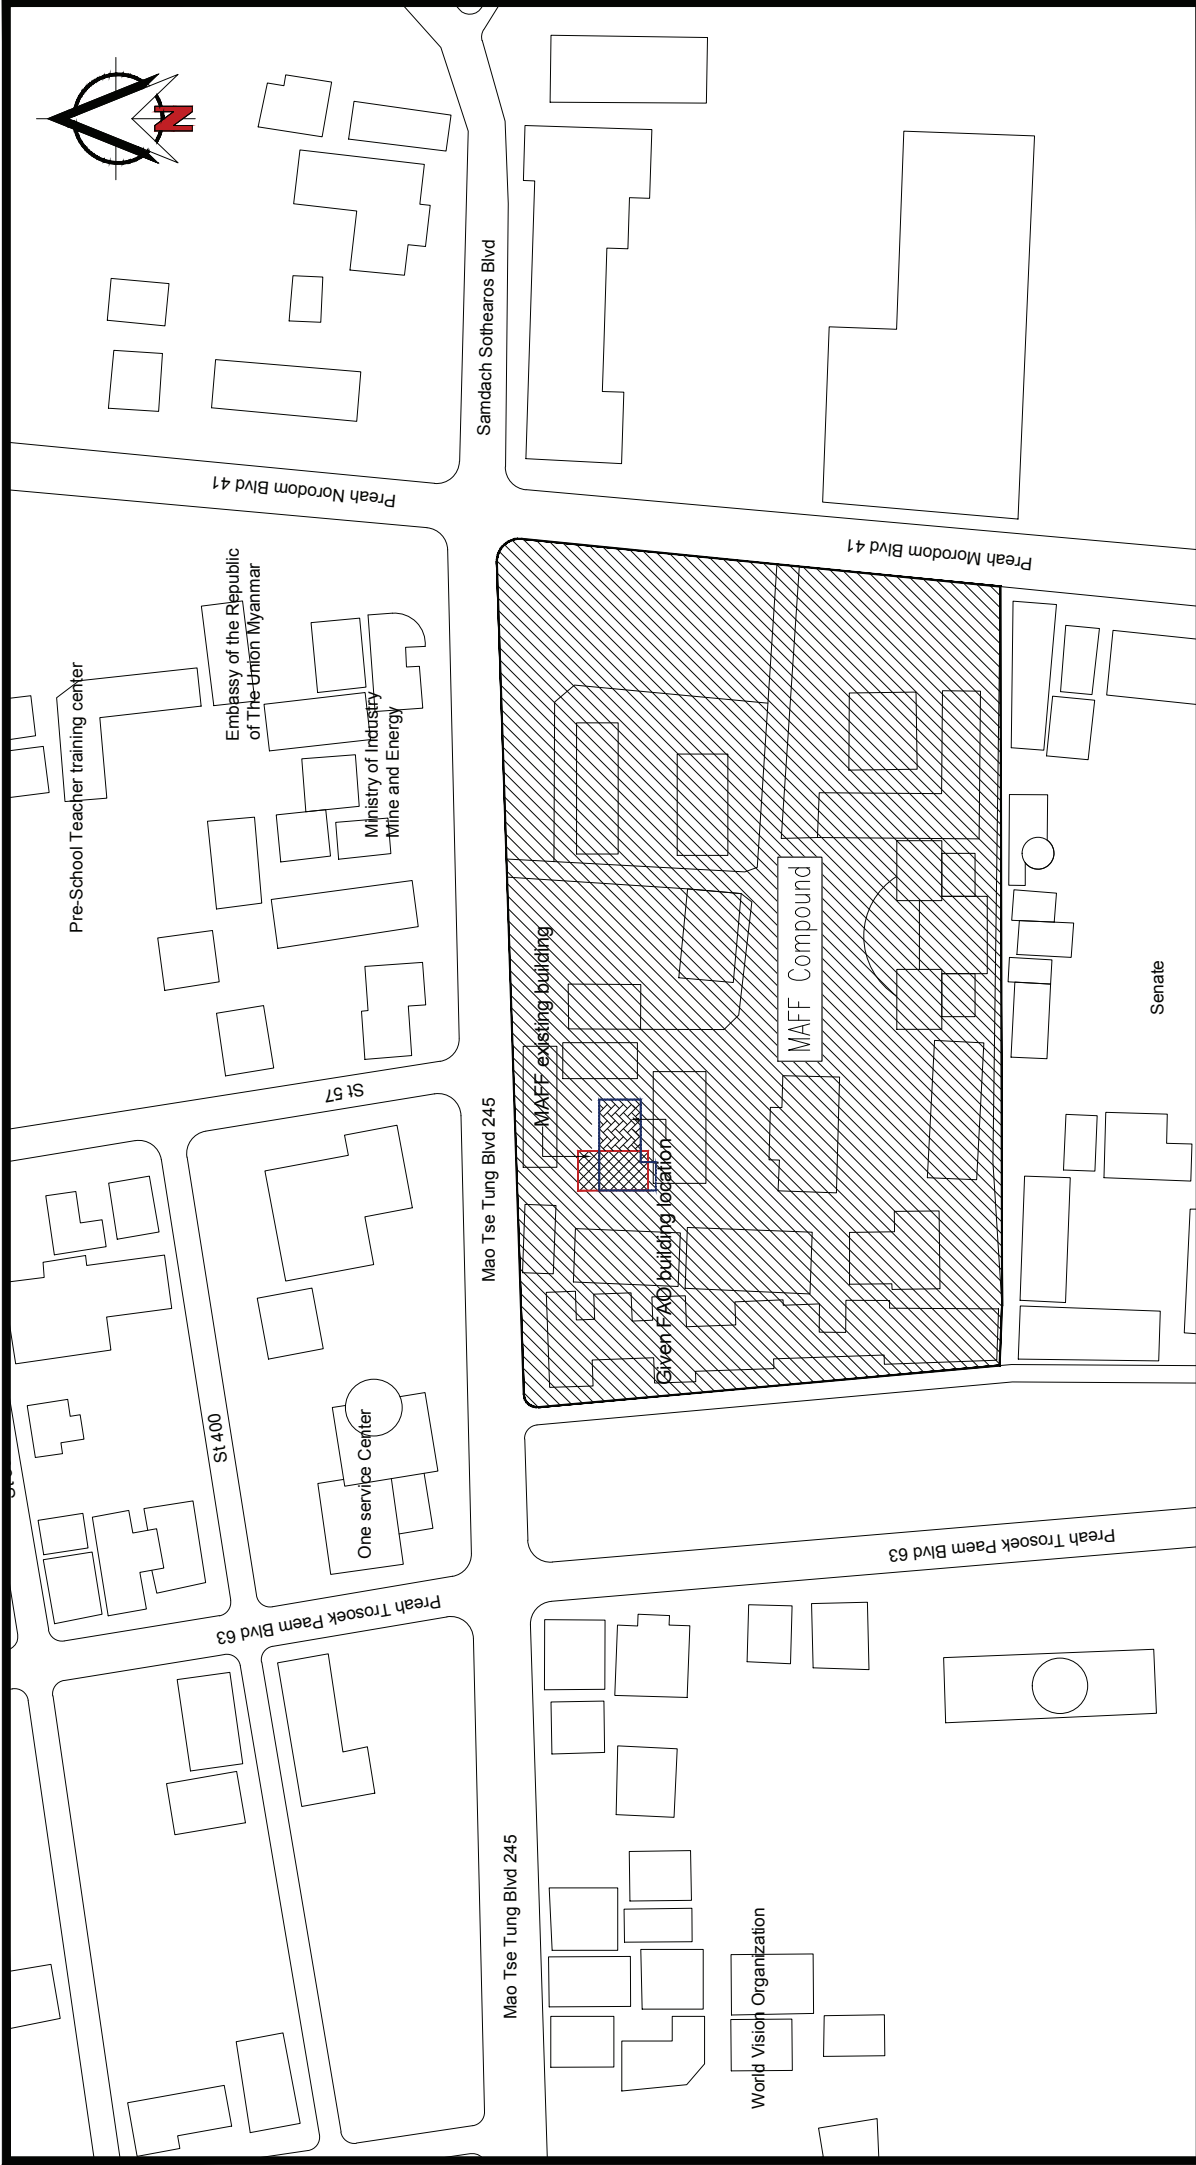 N
Samdach Sothearos Blvd
Preah Norodom Blvd 41
Preah Morodom Blvd 41
Pre-School Teacher training center
Embassy of the Republic
of The Union Myanmar
Ministry of Industry
Mine and Energy
MAFF existing building
MAFF Compound
Senate
St 57
Mao Tse Tung Blvd 245
Given FAO building location
St 400
One service Center
Preah Trosoek Paem Blvd 63
Preah Trosoek Paem Blvd 63
Mao Tse Tung Blvd 245
World Vision Organization